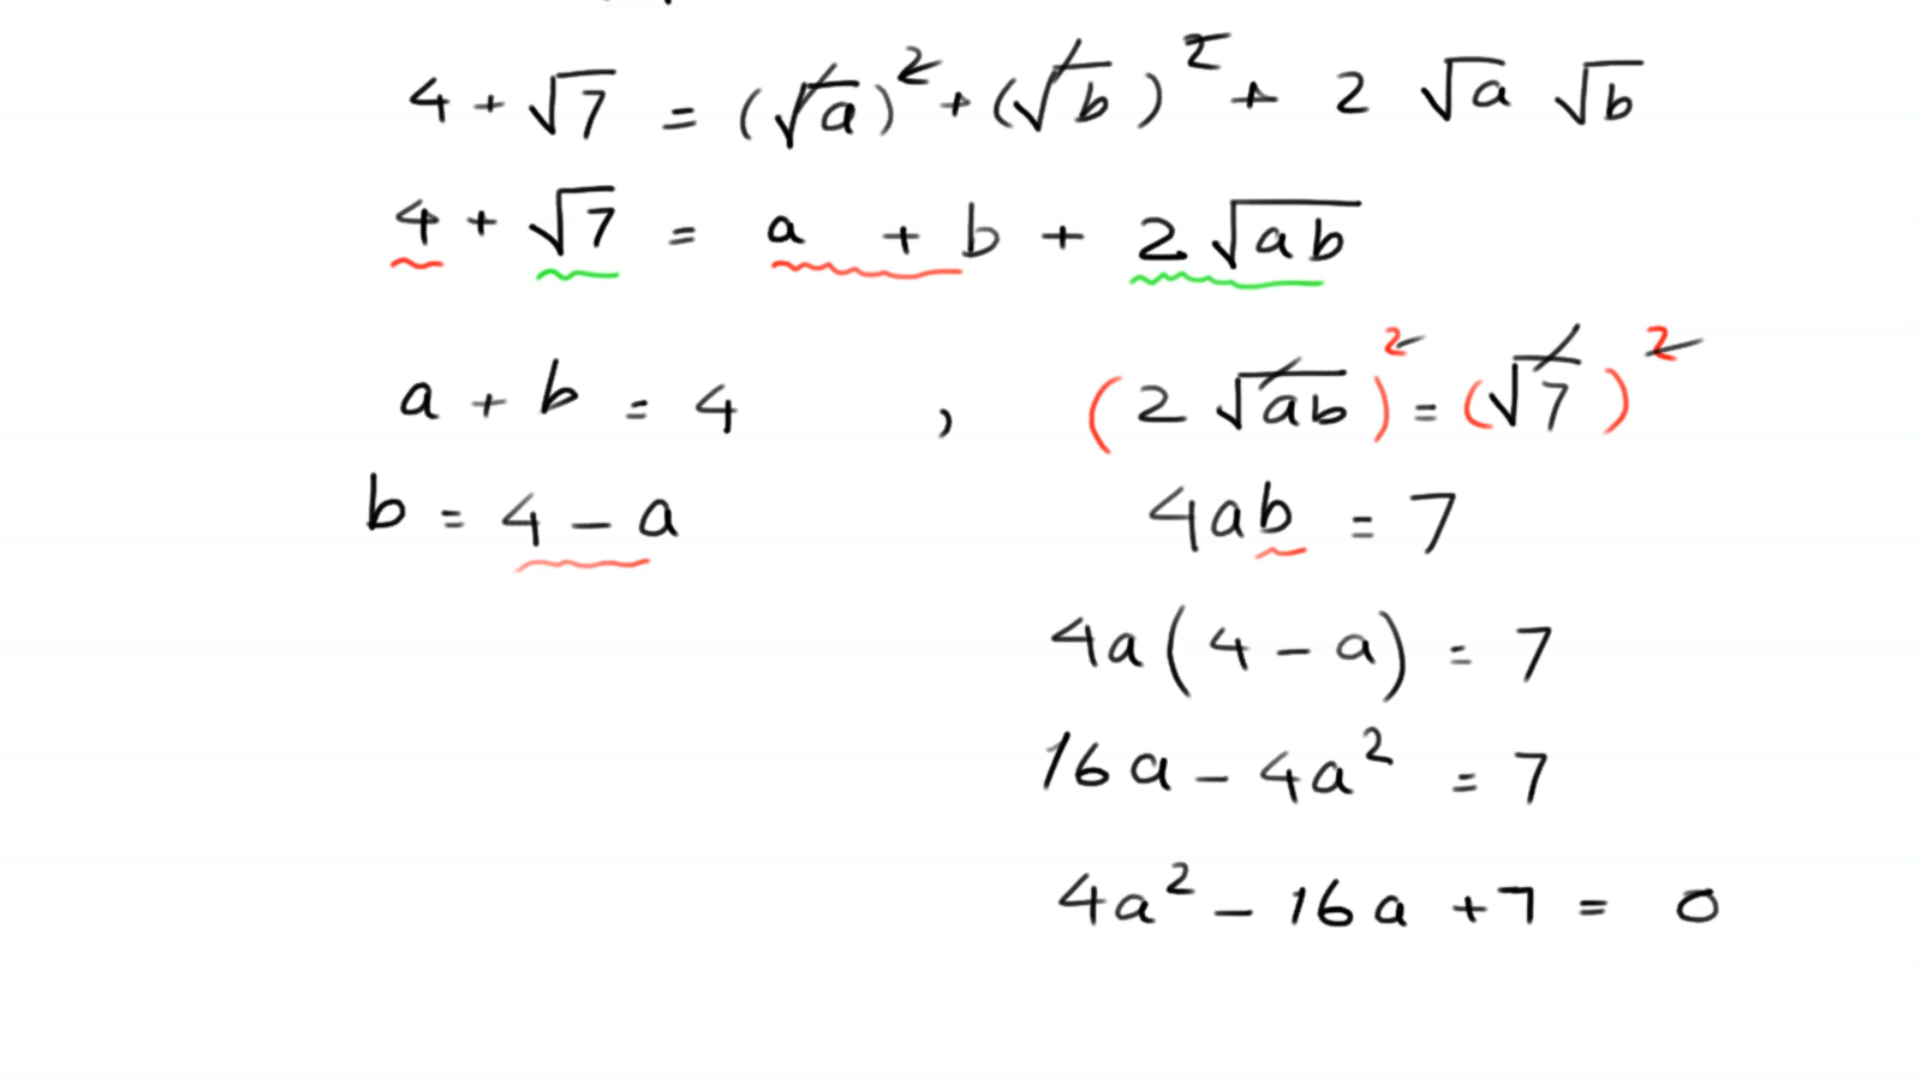 4 + √7 = (√a)² + (√b)² + 2 √a √b
4 + √7 = a + b + 2 √ab
a + b = 4 , (2 √ab)² = (√7)²
b = 4 - a 4ab = 7
4a(4 - a) = 7
16a - 4a² = 7
4a² - 16a + 7 = 0